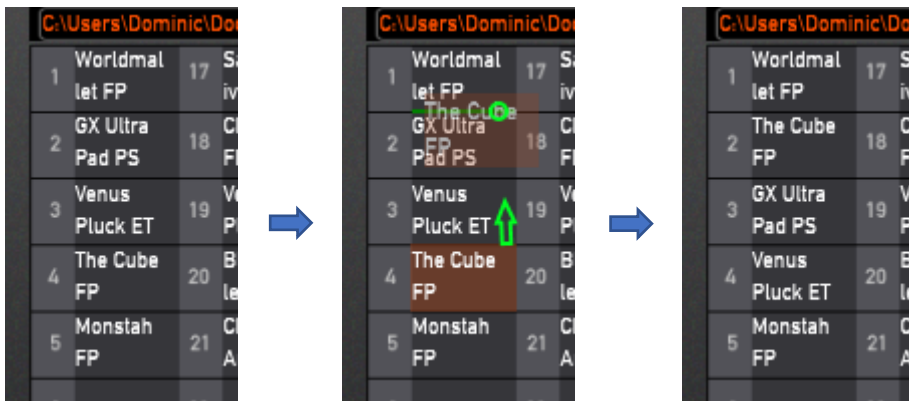 C:\Users\Dominic\Do
1 Worldmal
let FP
17
2 GX Ultra
Pad PS
18
3 Venus
Pluck ET
19
4 The Cube
FP
20
5 Monstah
FP
21
C:\Users\Dominic\Do
1 Worldmal
let FP
17
The Cube
FP
2 GX Ultra
Pad PS
18
3 Venus
Pluck ET
19
4 The Cube
FP
20
5 Monstah
FP
21
C:\Users\Dominic\Do
1 Worldmal
let FP
17
2 The Cube
FP
18
3 GX Ultra
Pad PS
19
4 Venus
Pluck ET
20
5 Monstah
FP
21